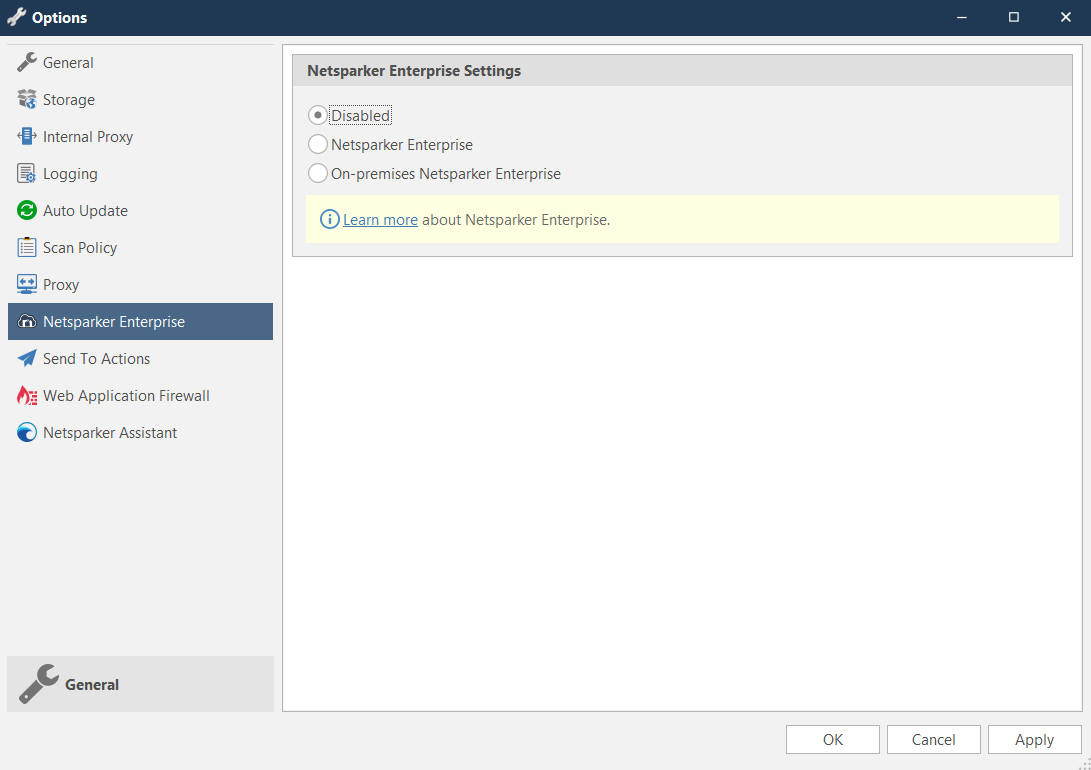 Options
General
Storage
Internal Proxy
Logging
Auto Update
Scan Policy
Proxy
Netsparker Enterprise
Send To Actions
Web Application Firewall
Netsparker Assistant
General
Netsparker Enterprise Settings
Disabled
Netsparker Enterprise
On-premises Netsparker Enterprise
Learn more about Netsparker Enterprise.
OK Cancel Apply